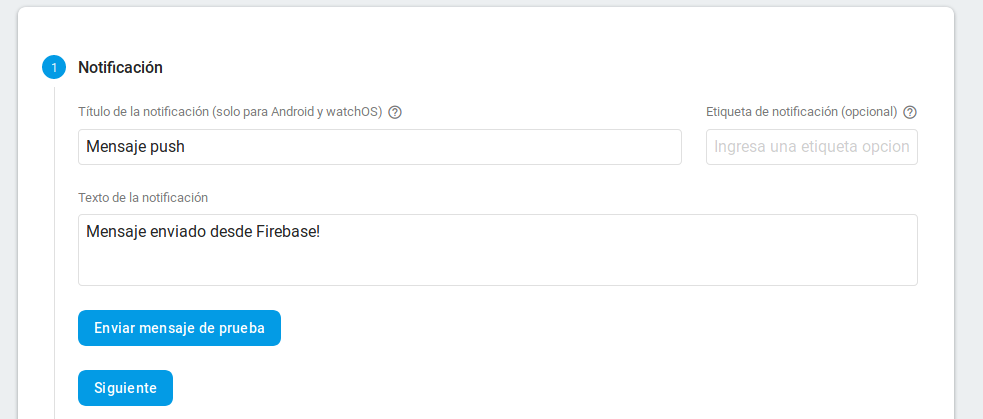 1 Notificación
Título de la notificación (solo para Android y watchOS) ?
Etiqueta de notificación (opcional) ?
Mensaje push
Ingresa una etiqueta opcion
Texto de la notificación
Mensaje enviado desde Firebase!
Enviar mensaje de prueba
Siguiente